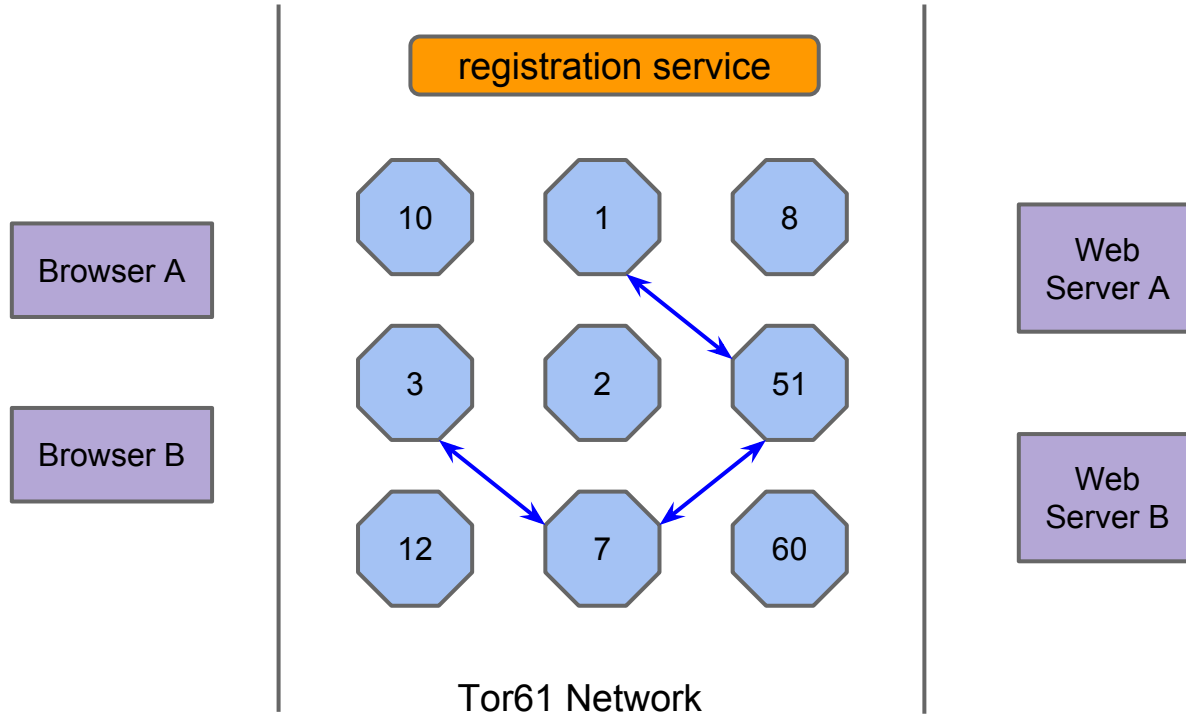 registration service
10
1
8
Browser A
Web
Server A
3
2
51
Browser B
Web
Server B
12
7
60
Tor61 Network